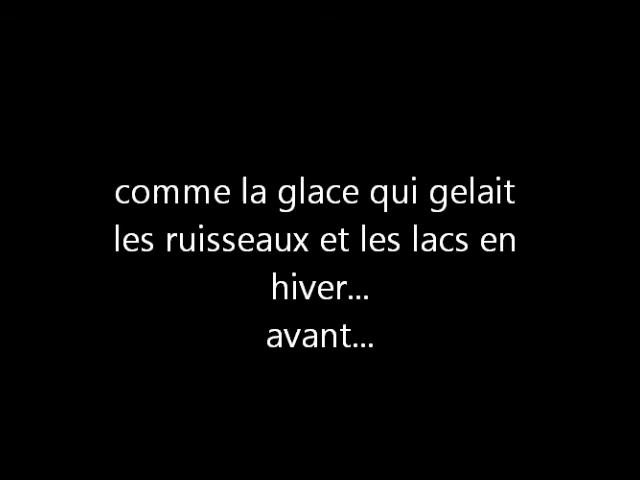 comme la glace qui gelait
les ruisseaux et les lacs en
hiver...
avant...